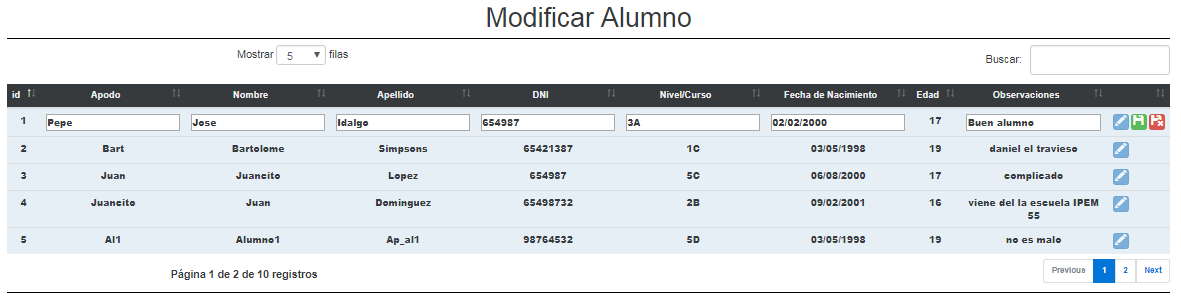 Modificar Alumno
Mostrar 5 filas
Buscar:
id Apodo Nombre Apellido DNI Nivel/Curso Fecha de Nacimiento Edad Observaciones
1 Pepe Jose Idalgo 654987 3A 02/02/2000 17 Buen alumno
2 Bart Bartolome Simpsons 65421387 1C 03/05/1998 19 daniel el travieso
3 Juan Juancito Lopez 654987 5C 06/08/2000 17 complicado
4 Juancito Juan Dominguez 65498732 2B 09/02/2001 16 viene del la escuela IPEM
55
5 Al1 Alumno1 Ap_al1 98764532 5D 03/05/1998 19 no es malo
Página 1 de 2 de 10 registros
Previous 1 2 Next